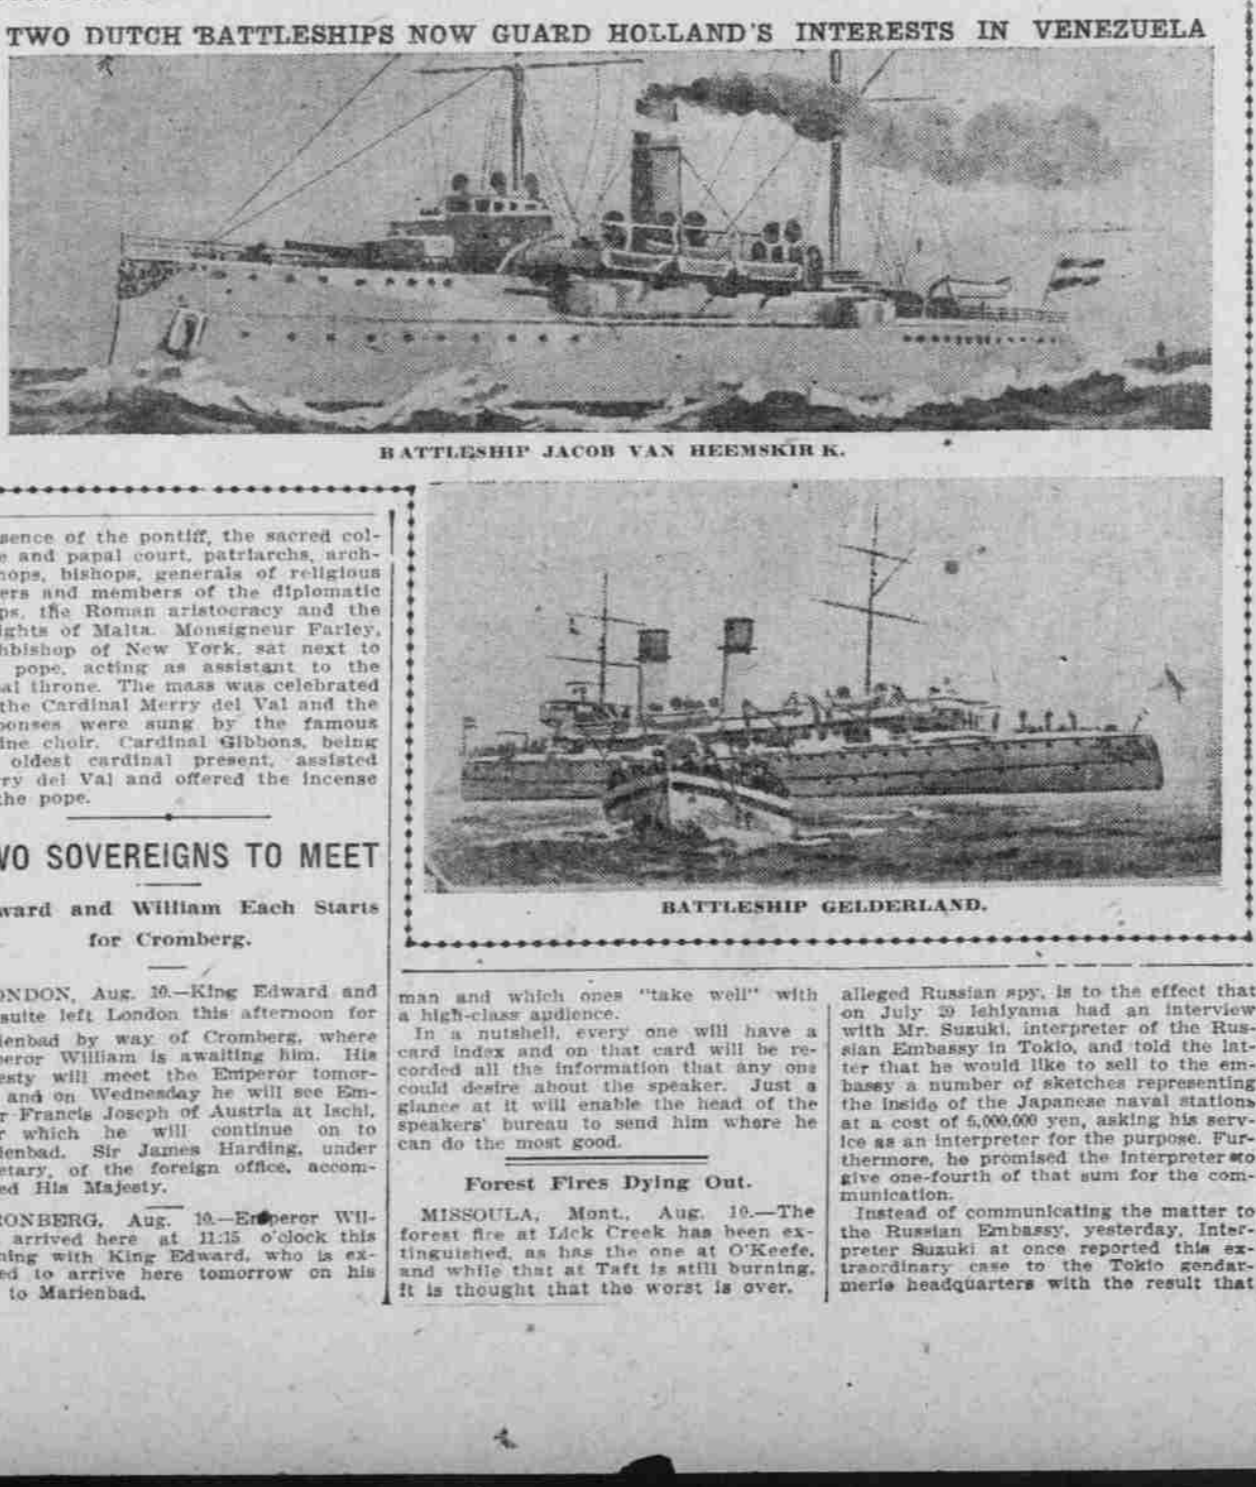 TWO DUTCH BATTLESHIPS NOW GUARD HOLLAND'S INTERESTS IN VENEZUELA
BATTLESHIP JACOB VAN HEEMSKIRK.
sence of the pontiff, the sacred col-
e and papal court, patriarchs, arch-
hops, bishops, generals of religious
ers and members of the diplomatic
ps, the Roman aristocracy and the
ights of Malta. Monsigneur Farley,
hbishop of New York, sat next to
pope, acting as assistant to the
al throne. The mass was celebrated
the Cardinal Merry del Val and the
ponses were sung by the famous
ine choir. Cardinal Gibbons, being
oldest cardinal present, assisted
rry del Val and offered the incense
the pope.
WO SOVEREIGNS TO MEET
ward and William Each Starts
for Cromberg.
ONDON, Aug. 10.—King Edward and
suite left London this afternoon for
ienbad by way of Cromberg, where
peror William is awaiting him. His
esty will meet the Emperor tomor-
and on Wednesday he will see Em-
r Francis Joseph of Austria at Ischl,
r which he will continue on to
ienbad. Sir James Harding, under
etary, of the foreign office, accom-
ed His Majesty.
RONBERG, Aug. 10.—Emperor Wil-
arrived here at 11:15 o'clock this
ning with King Edward, who is ex-
ed to arrive here tomorrow on his
to Marienbad.
BATTLESHIP GELDERLAND.
man and which ones "take well" with
a high-class audience.
In a nutshell, every one will have a
card index and on that card will be re-
corded all the information that any one
could desire about the speaker. Just a
glance at it will enable the head of the
speakers' bureau to send him where he
can do the most good.
Forest Fires Dying Out.
MISSOULA, Mont., Aug. 10.—The
forest fire at Lick Creek has been ex-
tinguished, as has the one at O'Keefe,
and while that at Taft is still burning,
it is thought that the worst is over.
alleged Russian spy, is to the effect that
on July 29 Ishiyama had an interview
with Mr. Suzuki, interpreter of the Rus-
sian Embassy in Tokio, and told the lat-
ter that he would like to sell to the em-
bassy a number of sketches representing
the inside of the Japanese naval stations
at a cost of 5,000,000 yen, asking his serv-
ice as an interpreter for the purpose. Fur-
thermore, he promised the interpreter to
give one-fourth of that sum for the com-
munication.
Instead of communicating the matter to
the Russian Embassy, yesterday, Inter-
preter Suzuki at once reported this ex-
traordinary case to the Tokio gendar-
merie headquarters with the result that